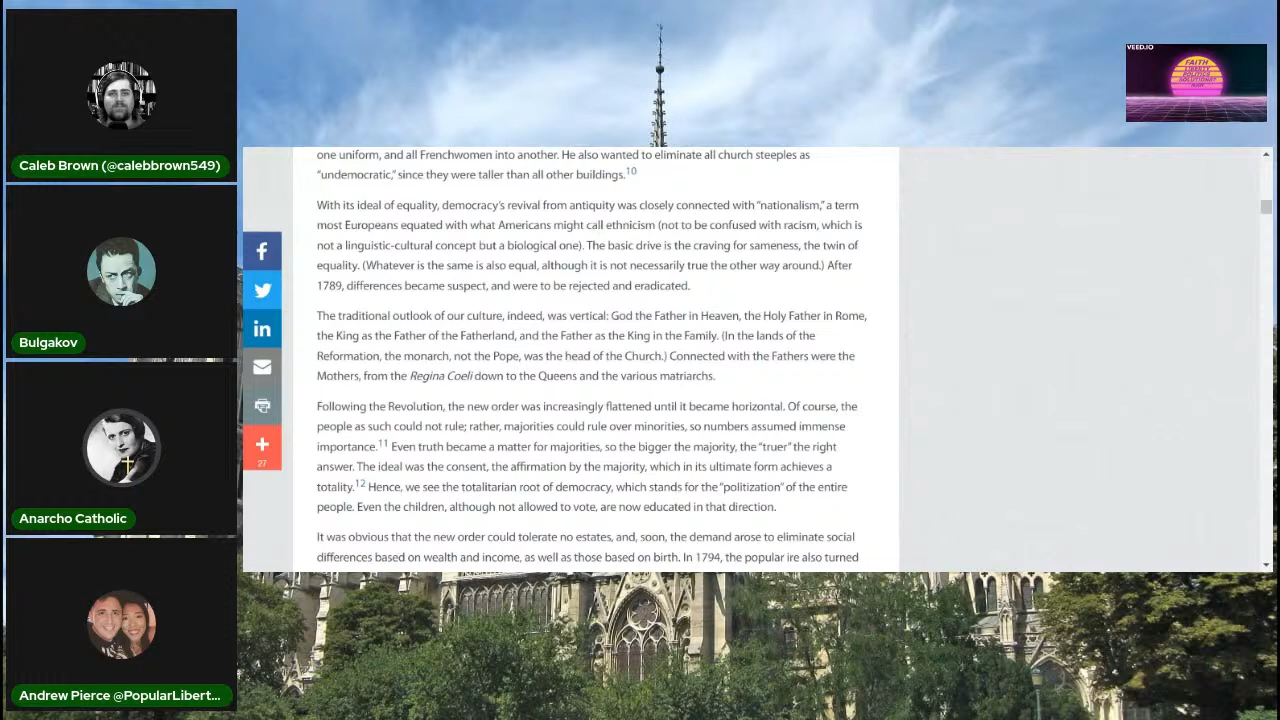 Caleb Brown (@calebbrown549)
Bulgakov
Anarcho Catholic
Andrew Pierce @PopularLibert...
one uniform, and all Frenchwomen into another. He also wanted to eliminate all church steeples as
“undemocratic,” since they were taller than all other buildings.10
With its ideal of equality, democracy’s revival from antiquity was closely connected with “nationalism,” a term
most Europeans equated with what Americans might call ethnicism (not to be confused with racism, which is
not a linguistic-cultural concept but a biological one). The basic drive is the craving for sameness, the twin of
equality. (Whatever is the same is also equal, although it is not necessarily true the other way around.) After
1789, differences became suspect, and were to be rejected and eradicated.
The traditional outlook of our culture, indeed, was vertical: God the Father in Heaven, the Holy Father in Rome,
the King as the Father of the Fatherland, and the Father as the King in the Family. (In the lands of the
Reformation, the monarch, not the Pope, was the head of the Church.) Connected with the Fathers were the
Mothers, from the Regina Coeli down to the Queens and the various matriarchs.
Following the Revolution, the new order was increasingly flattened until it became horizontal. Of course, the
people as such could not rule; rather, majorities could rule over minorities, so numbers assumed immense
importance.11 Even truth became a matter for majorities, so the bigger the majority, the “truer” the right
answer. The ideal was the consent, the affirmation by the majority, which in its ultimate form achieves a
totality.12 Hence, we see the totalitarian root of democracy, which stands for the “politization” of the entire
people. Even the children, although not allowed to vote, are now educated in that direction.
It was obvious that the new order could tolerate no estates, and, soon, the demand arose to eliminate social
differences based on wealth and income, as well as those based on birth. In 1794, the popular ire also turned
27
VEED.IO
FAITH